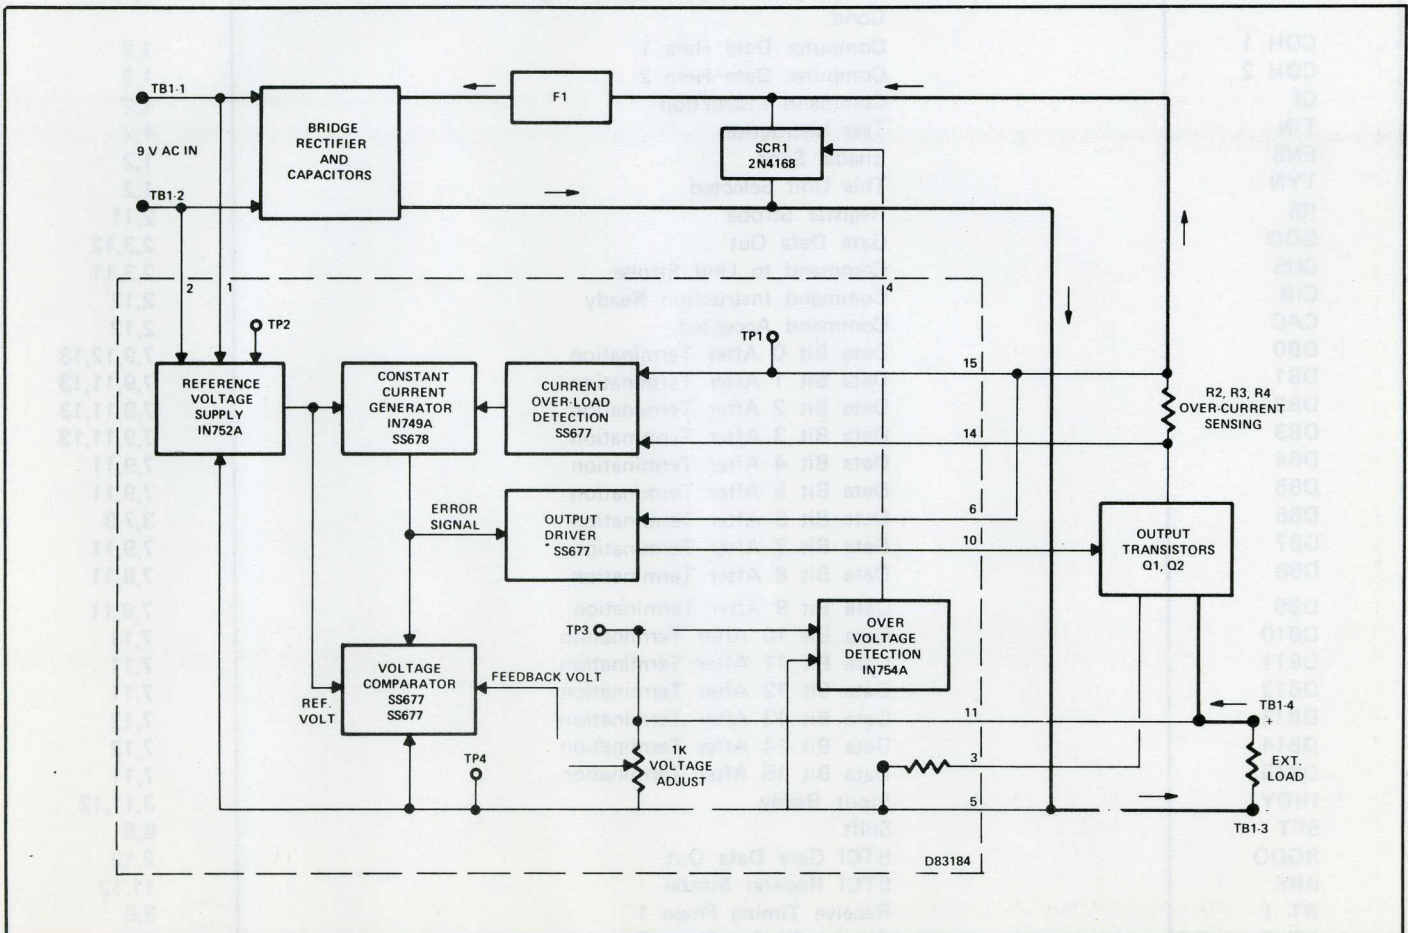 TB1-1
9 V AC IN
TB1-2
BRIDGE
RECTIFIER
AND
CAPACITORS
F1
SCR1
2N4168
2
1
4
TP2
TP1
REFERENCE
VOLTAGE
SUPPLY
IN752A
CONSTANT
CURRENT
GENERATOR
IN749A
SS678
CURRENT
OVER-LOAD
DETECTION
SS677
15
14
R2, R3, R4
OVER-CURRENT
SENSING
ERROR
SIGNAL
OUTPUT
DRIVER
SS677
6
10
OUTPUT
TRANSISTORS
Q1, Q2
TP3
OVER
VOLTAGE
DETECTION
IN754A
VOLTAGE
COMPARATOR
SS677
SS677
FEEDBACK VOLT
REF.
VOLT
11
TB1-4
TP4
1K
VOLTAGE
ADJUST
3
EXT.
LOAD
5
TB1-3
D83184